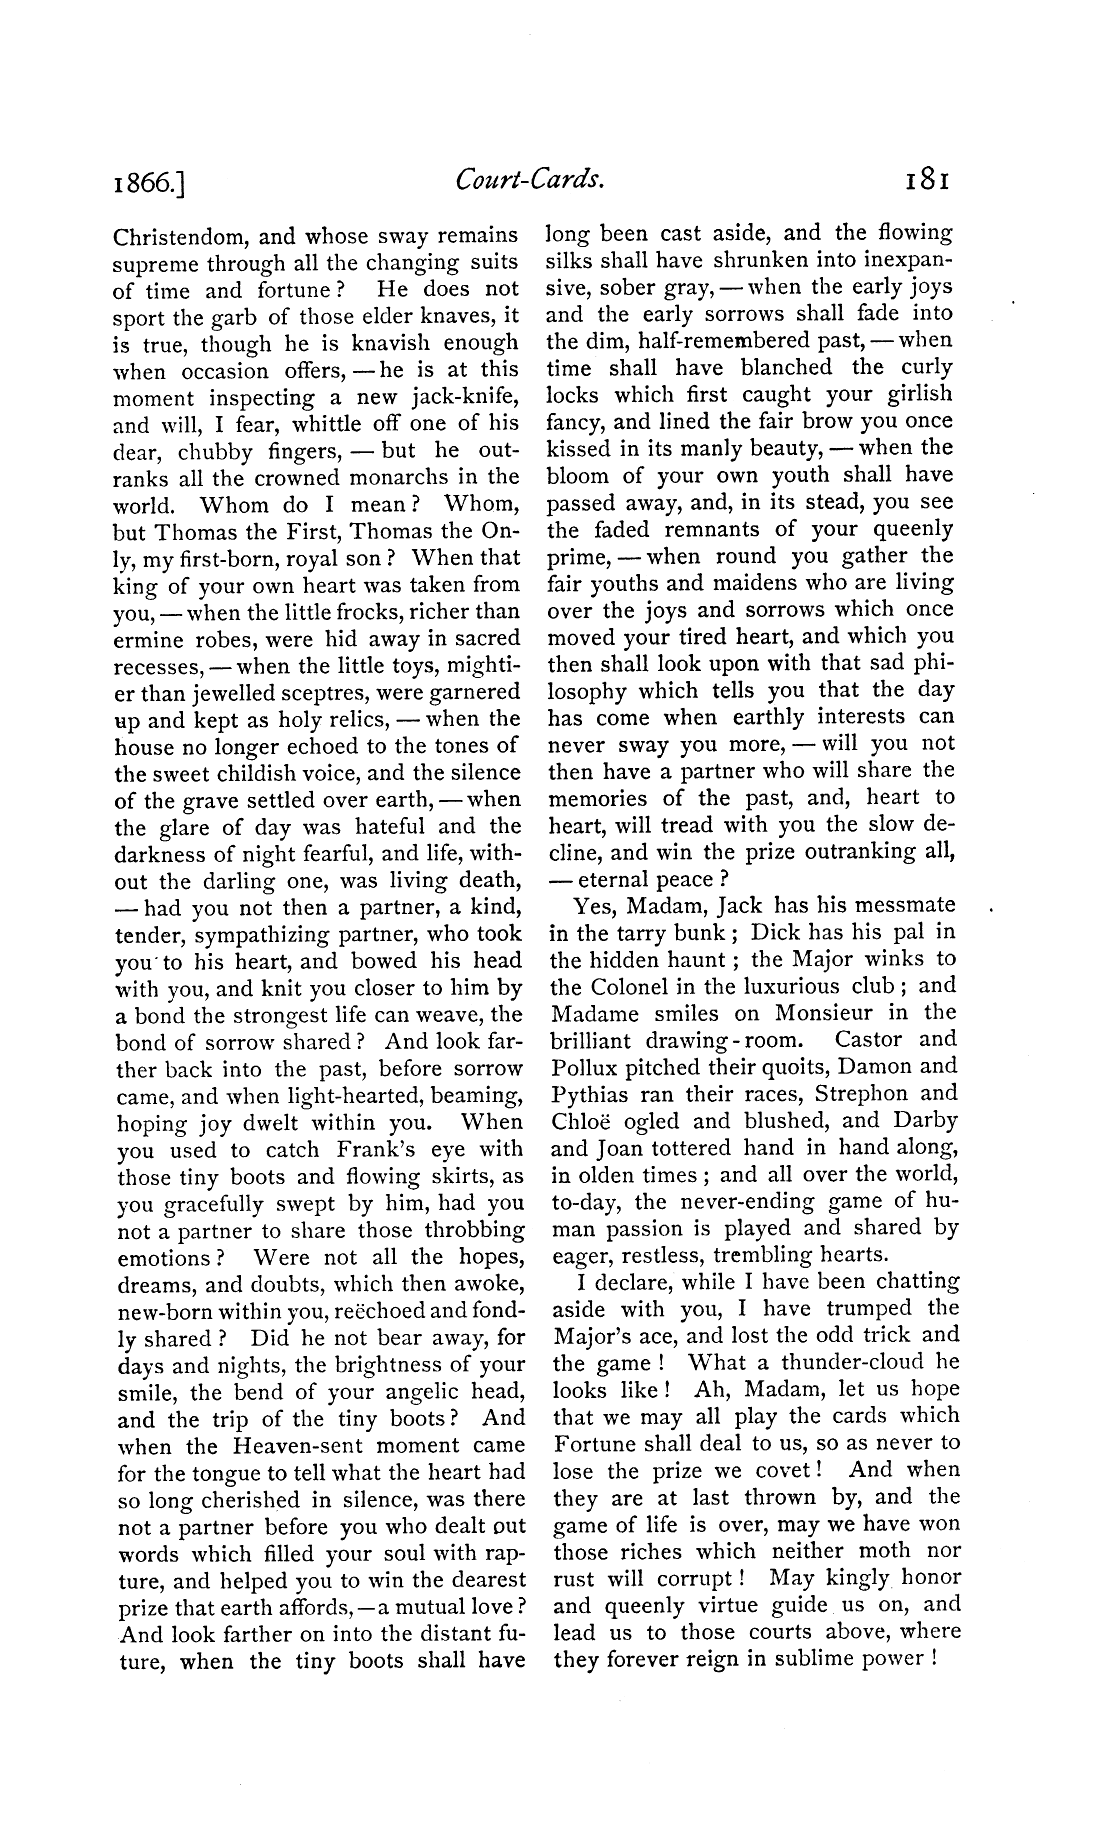 1866.] Court-Cards. 181
Christendom, and whose sway remains
supreme through all the changing suits
of time and fortune? He does not
sport the garb of those elder knaves, it
is true, though he is knavish enough
when occasion offers, — he is at this
moment inspecting a new jack-knife,
and will, I fear, whittle off one of his
dear, chubby fingers, — but he out-
ranks all the crowned monarchs in the
world. Whom do I mean? Whom,
but Thomas the First, Thomas the On-
ly, my first-born, royal son? When that
king of your own heart was taken from
you, — when the little frocks, richer than
ermine robes, were hid away in sacred
recesses, — when the little toys, mighti-
er than jewelled sceptres, were garnered
up and kept as holy relics, — when the
house no longer echoed to the tones of
the sweet childish voice, and the silence
of the grave settled over earth, — when
the glare of day was hateful and the
darkness of night fearful, and life, with-
out the darling one, was living death,
— had you not then a partner, a kind,
tender, sympathizing partner, who took
you to his heart, and bowed his head
with you, and knit you closer to him by
a bond the strongest life can weave, the
bond of sorrow shared? And look far-
ther back into the past, before sorrow
came, and when light-hearted, beaming,
hoping joy dwelt within you. When
you used to catch Frank's eye with
those tiny boots and flowing skirts, as
you gracefully swept by him, had you
not a partner to share those throbbing
emotions? Were not all the hopes,
dreams, and doubts, which then awoke,
new-born within you, reëchoed and fond-
ly shared? Did he not bear away, for
days and nights, the brightness of your
smile, the bend of your angelic head,
and the trip of the tiny boots? And
when the Heaven-sent moment came
for the tongue to tell what the heart had
so long cherished in silence, was there
not a partner before you who dealt out
words which filled your soul with rap-
ture, and helped you to win the dearest
prize that earth affords, — a mutual love?
And look farther on into the distant fu-
ture, when the tiny boots shall have
long been cast aside, and the flowing
silks shall have shrunken into inexpan-
sive, sober gray, — when the early joys
and the early sorrows shall fade into
the dim, half-remembered past, — when
time shall have blanched the curly
locks which first caught your girlish
fancy, and lined the fair brow you once
kissed in its manly beauty, — when the
bloom of your own youth shall have
passed away, and, in its stead, you see
the faded remnants of your queenly
prime, — when round you gather the
fair youths and maidens who are living
over the joys and sorrows which once
moved your tired heart, and which you
then shall look upon with that sad phi-
losophy which tells you that the day
has come when earthly interests can
never sway you more, — will you not
then have a partner who will share the
memories of the past, and, heart to
heart, will tread with you the slow de-
cline, and win the prize outranking all,
— eternal peace?
Yes, Madam, Jack has his messmate
in the tarry bunk; Dick has his pal in
the hidden haunt; the Major winks to
the Colonel in the luxurious club; and
Madame smiles on Monsieur in the
brilliant drawing-room. Castor and
Pollux pitched their quoits, Damon and
Pythias ran their races, Strephon and
Chloë ogled and blushed, and Darby
and Joan tottered hand in hand along,
in olden times; and all over the world,
to-day, the never-ending game of hu-
man passion is played and shared by
eager, restless, trembling hearts.
I declare, while I have been chatting
aside with you, I have trumped the
Major's ace, and lost the odd trick and
the game! What a thunder-cloud he
looks like! Ah, Madam, let us hope
that we may all play the cards which
Fortune shall deal to us, so as never to
lose the prize we covet! And when
they are at last thrown by, and the
game of life is over, may we have won
those riches which neither moth nor
rust will corrupt! May kingly honor
and queenly virtue guide us on, and
lead us to those courts above, where
they forever reign in sublime power!